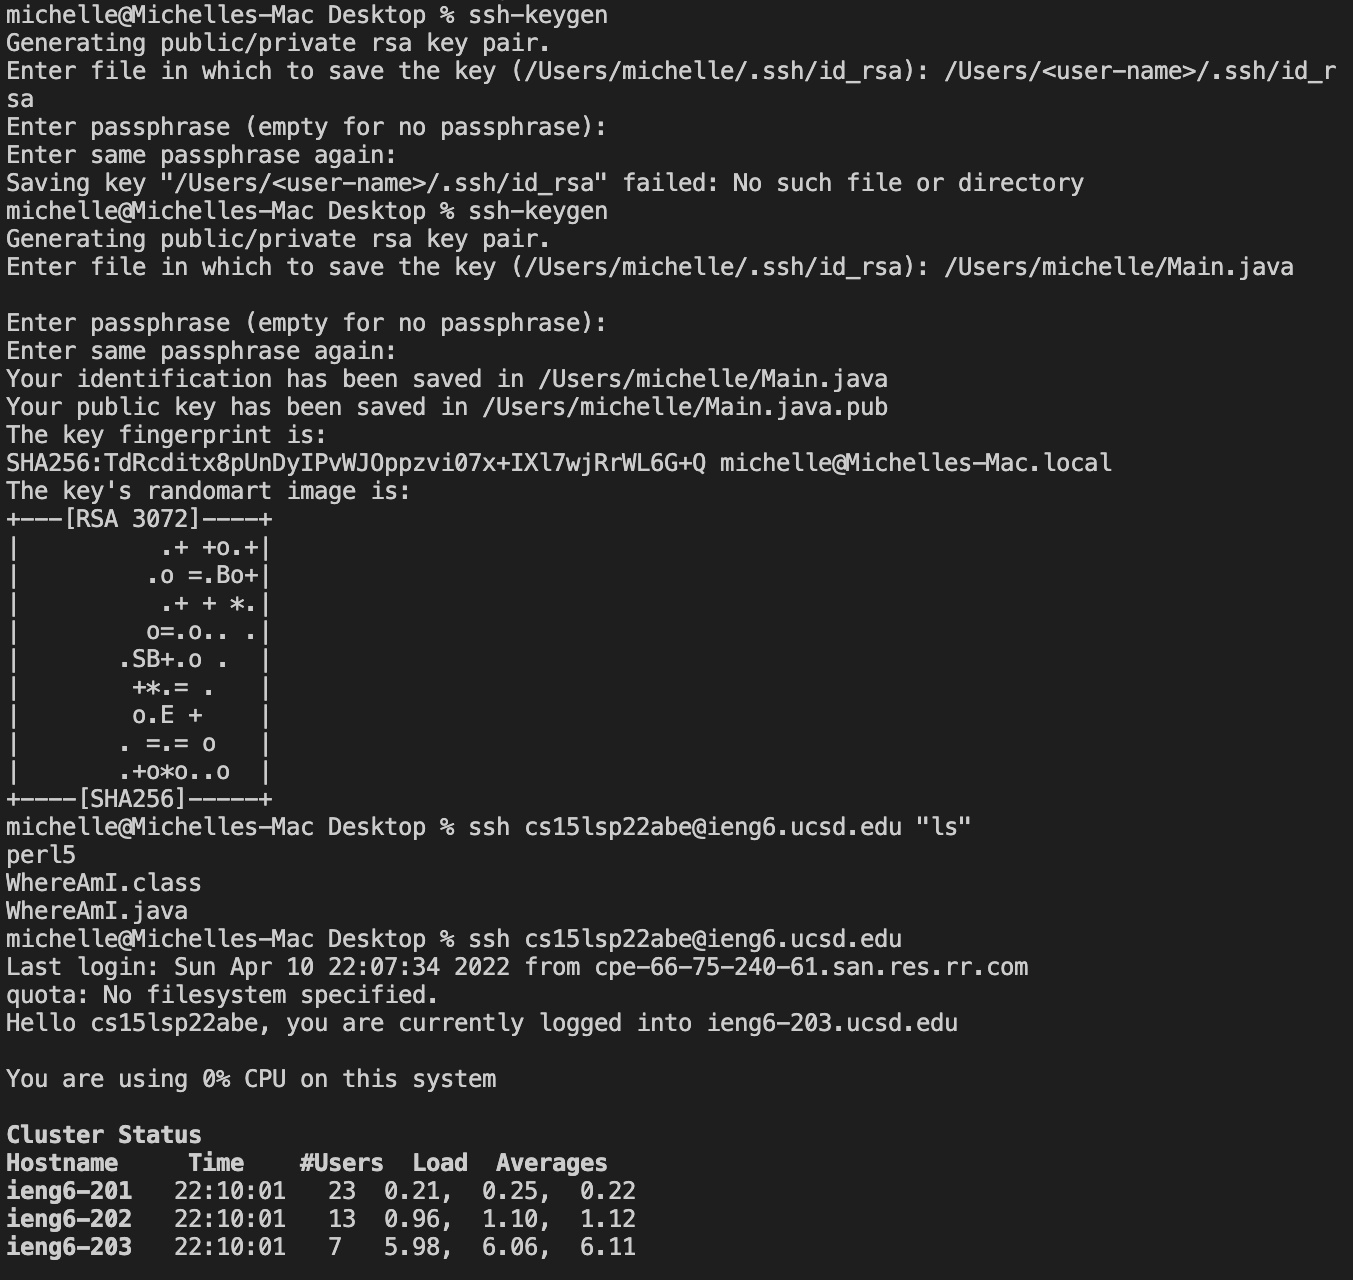 michelle@Michelles-Mac Desktop % ssh-keygen
Generating public/private rsa key pair.
Enter file in which to save the key (/Users/michelle/.ssh/id_rsa): /Users/<user-name>/.ssh/id_r
sa
Enter passphrase (empty for no passphrase):
Enter same passphrase again:
Saving key "/Users/<user-name>/.ssh/id_rsa" failed: No such file or directory
michelle@Michelles-Mac Desktop % ssh-keygen
Generating public/private rsa key pair.
Enter file in which to save the key (/Users/michelle/.ssh/id_rsa): /Users/michelle/Main.java
Enter passphrase (empty for no passphrase):
Enter same passphrase again:
Your identification has been saved in /Users/michelle/Main.java
Your public key has been saved in /Users/michelle/Main.java.pub
The key fingerprint is:
SHA256:TdRcditx8pUnDyIPvWJOppzvi07x+IXl7wjRrWL6G+Q michelle@Michelles-Mac.local
The key's randomart image is:
+---[RSA 3072]----+
|          .+ +o.+|
|         .o =.Bo+|
|          .+ + *.|
|         o=.o.. .|
|       .SB+.o .  |
|        +*.= .   |
|        o.E +    |
|       . =.= o   |
|       .+o*o..o  |
+----[SHA256]-----+
michelle@Michelles-Mac Desktop % ssh cs15lsp22abe@ieng6.ucsd.edu "ls"
perl5
WhereAmI.class
WhereAmI.java
michelle@Michelles-Mac Desktop % ssh cs15lsp22abe@ieng6.ucsd.edu
Last login: Sun Apr 10 22:07:34 2022 from cpe-66-75-240-61.san.res.rr.com
quota: No filesystem specified.
Hello cs15lsp22abe, you are currently logged into ieng6-203.ucsd.edu
You are using 0% CPU on this system
Cluster Status
Hostname     Time    #Users  Load  Averages
ieng6-201   22:10:01   23  0.21,  0.25,  0.22
ieng6-202   22:10:01   13  0.96,  1.10,  1.12
ieng6-203   22:10:01   7   5.98,  6.06,  6.11